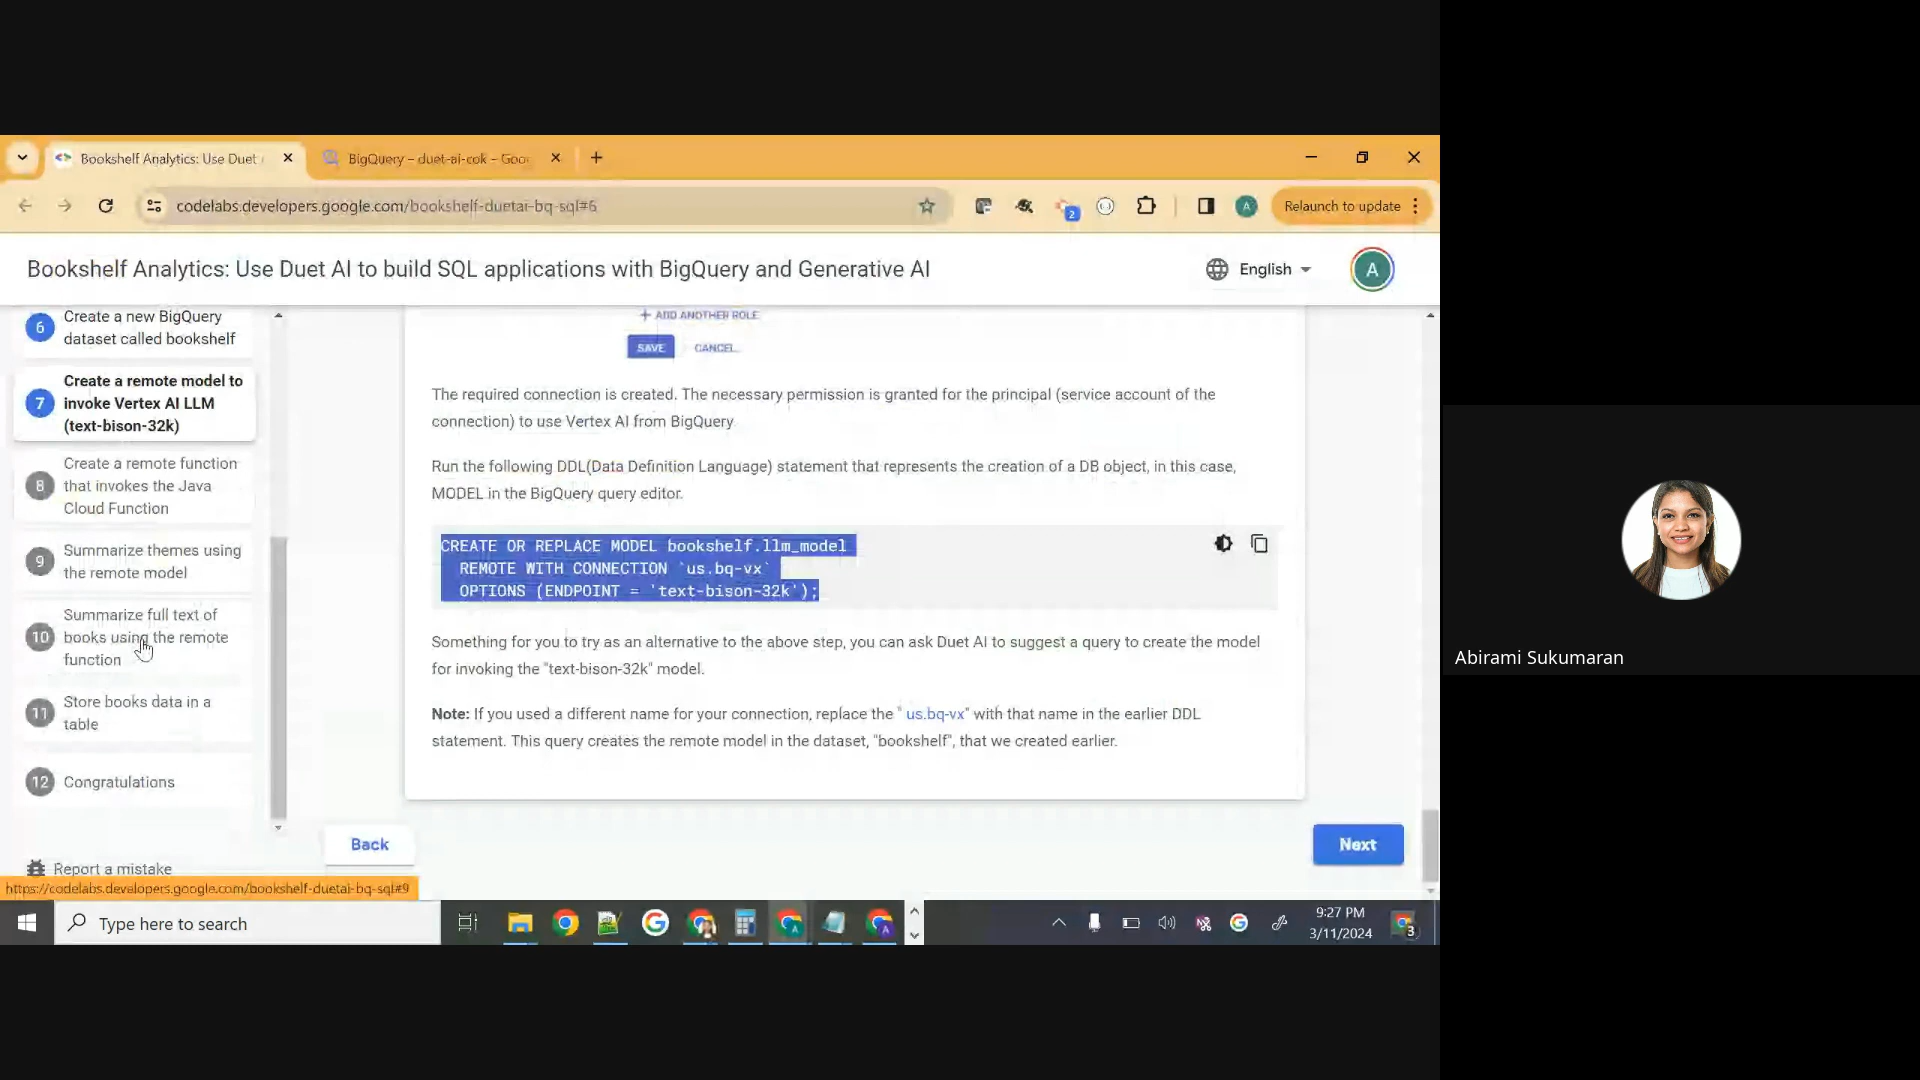 Bookshelf Analytics: Use Duet
BigQuery – duet-ai-cok – Goo
codelabs.developers.google.com/bookshelf-duetai-bq-sql#6
2
A
Relaunch to update
Bookshelf Analytics: Use Duet AI to build SQL applications with BigQuery and Generative AI
English
A
6
Create a new BigQuery
dataset called bookshelf
7
Create a remote model to
invoke Vertex AI LLM
(text-bison-32k)
8
Create a remote function
that invokes the Java
Cloud Function
9
Summarize themes using
the remote model
10
Summarize full text of
books using the remote
function
11
Store books data in a
table
12
Congratulations
Report a mistake
https://codelabs.developers.google.com/bookshelf-duetai-bq-sql#9
+ ADD ANOTHER ROLE
SAVE
CANCEL
The required connection is created. The necessary permission is granted for the principal (service account of the
connection) to use Vertex AI from BigQuery
Run the following DDL(Data Definition Language) statement that represents the creation of a DB object, in this case,
MODEL in the BigQuery query editor.
CREATE OR REPLACE MODEL bookshelf.llm_model
REMOTE WITH CONNECTION `us.bq-vx`
OPTIONS (ENDPOINT = 'text-bison-32k');
Something for you to try as an alternative to the above step, you can ask Duet AI to suggest a query to create the model
for invoking the "text-bison-32k" model.
Note: If you used a different name for your connection, replace the " us.bq-vx" with that name in the earlier DDL
statement. This query creates the remote model in the dataset, "bookshelf", that we created earlier.
Back
Next
Type here to search
9:27 PM
3/11/2024
3
Abirami Sukumaran